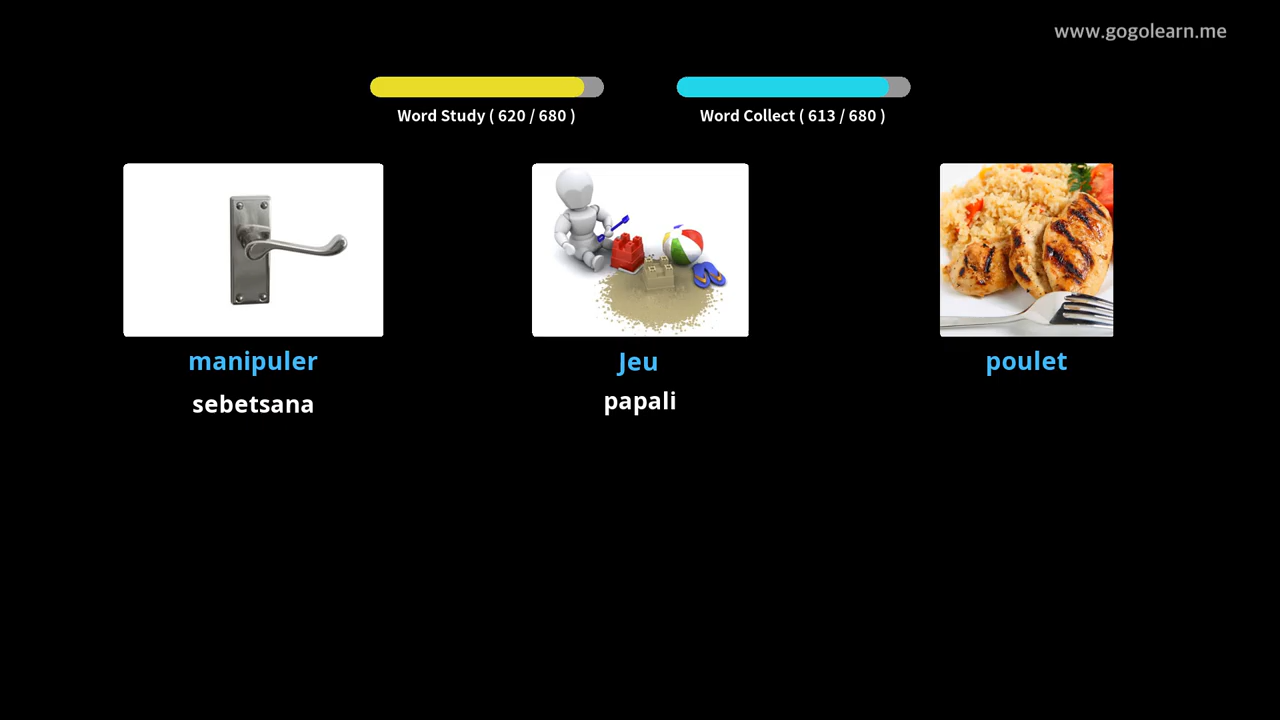 www.gogolearn.me
Word Study ( 620 / 680 )
Word Collect ( 613 / 680 )
manipuler
Jeu
poulet
sebetsana
papali